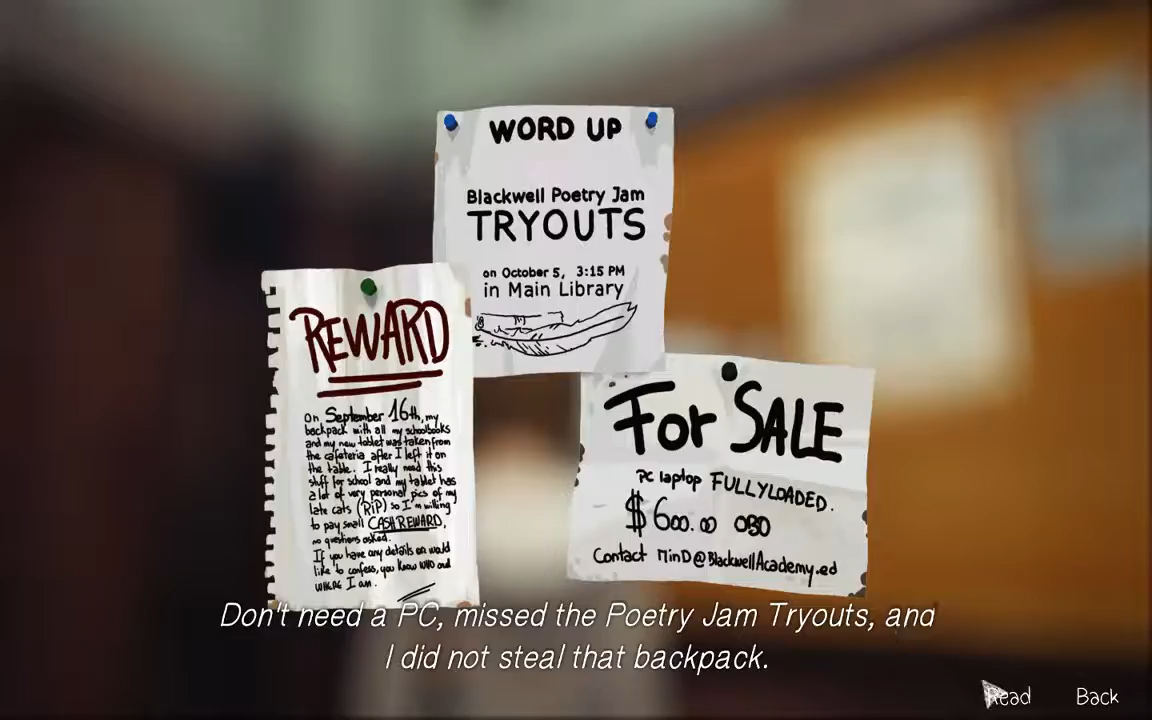 WORD UP
Blackwell Poetry Jam
TRYOUTS
on October 5, 3:15 PM
in Main Library
REWARD
On September 16th, my
backpack with all my schoolbooks
and my new tablet was taken from
the cafeteria after I left it on
the table. I really need this
stuff for school and my tablet has
a lot of very personal pics of my
late cats (RiP) so I'm willing
to pay small CASH REWARD,
no questions asked.
If you have any details or would
like to confess, you know WHO and
WHERE I am.
For SALE
PC laptop FULLYLOADED.
$600.00 OBO
Contact MinD@BlackwellAcademy.ed
Don't need a PC, missed the Poetry Jam Tryouts, and
I did not steal that backpack.
Read Back